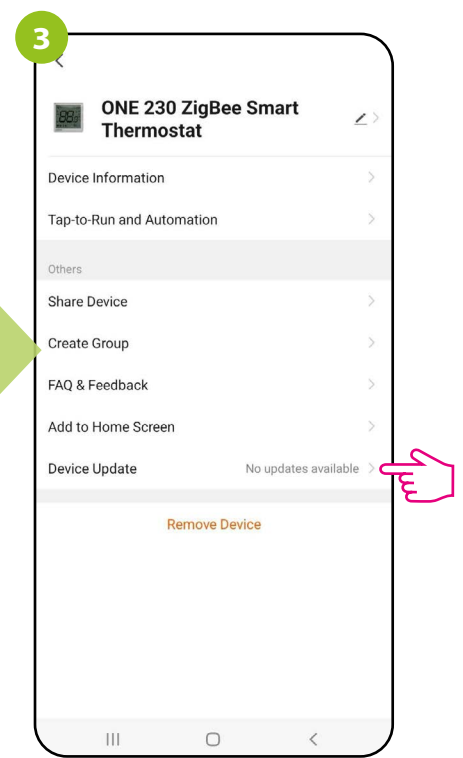 3
ONE 230 ZigBee Smart
Thermostat
Device Information
Tap-to-Run and Automation
Others
Share Device
Create Group
FAQ & Feedback
Add to Home Screen
Device Update No updates available
Remove Device